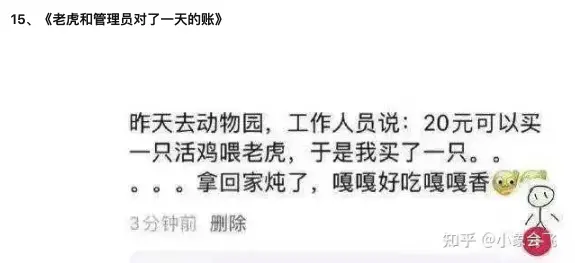 15、《老虎和管理员对了一天的账》
昨天去动物园，工作人员说：20元可以买
一只活鸡喂老虎，于是我买了一只。。
。。。。拿回家炖了，嘎嘎好吃嘎嘎香
3分钟前 删除
知乎 @小象
会
飞